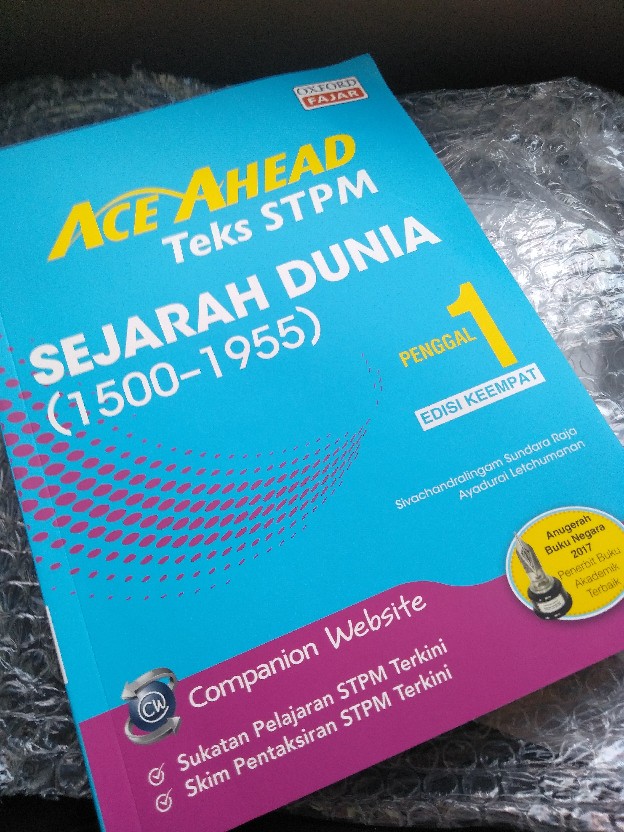 OXFORD
FAJAR
ACE AHEAD
Teks STPM
SEJARAH DUNIA
(1500–1955)
PENGGAL 1
EDISI KEEMPAT
Sivachandralingam Sundara Raja
Ayadurai Letchumanan
Anugerah
Buku Negara
2017
Penerbit Buku
Akademik
Terbaik
CW
Companion Website
Sukatan Pelajaran STPM Terkini
Skim Pentaksiran STPM Terkini